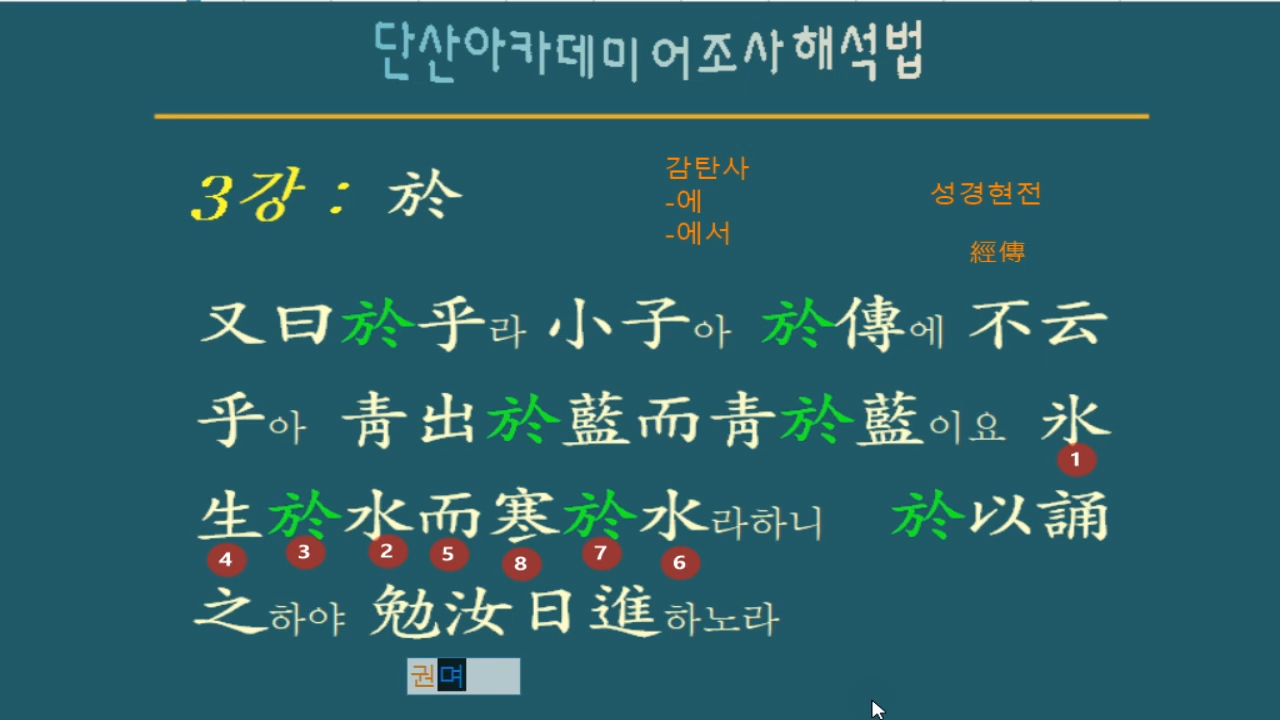 단산아카데미 어조사 해석법
3강 : 於
감탄사
-에
-에서
성경현전
經傳
又曰於乎라 小子아 於傳에 不云
乎아 靑出於藍而靑於藍이요 氷
1
生於水而寒於水라하니 於以誦
4 3 2 5 8 7 6
之하야 勉汝日進하노라
권며